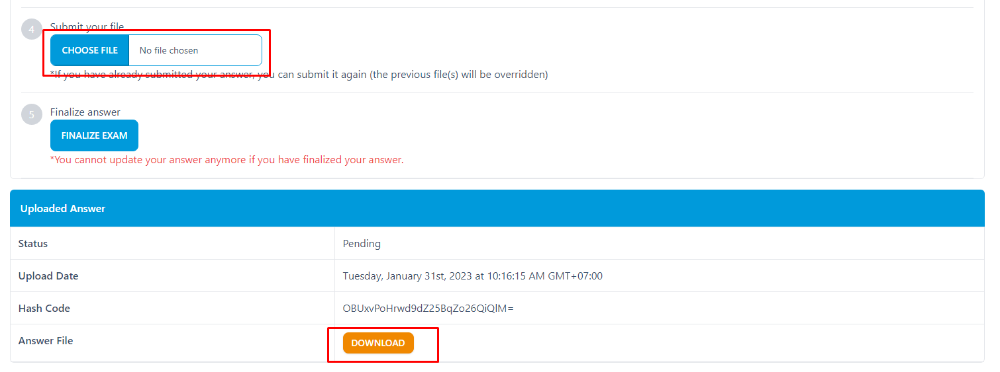 4 Submit your file
CHOOSE FILE No file chosen
*If you have already submitted your answer, you can submit it again (the previous file(s) will be overridden)
5 Finalize answer
FINALIZE EXAM
*You cannot update your answer anymore if you have finalized your answer.
Uploaded Answer
Status Pending
Upload Date Tuesday, January 31st, 2023 at 10:16:15 AM GMT+07:00
Hash Code OBUxvPoHrwd9dZ25BqZo26QiQlM=
Answer File DOWNLOAD